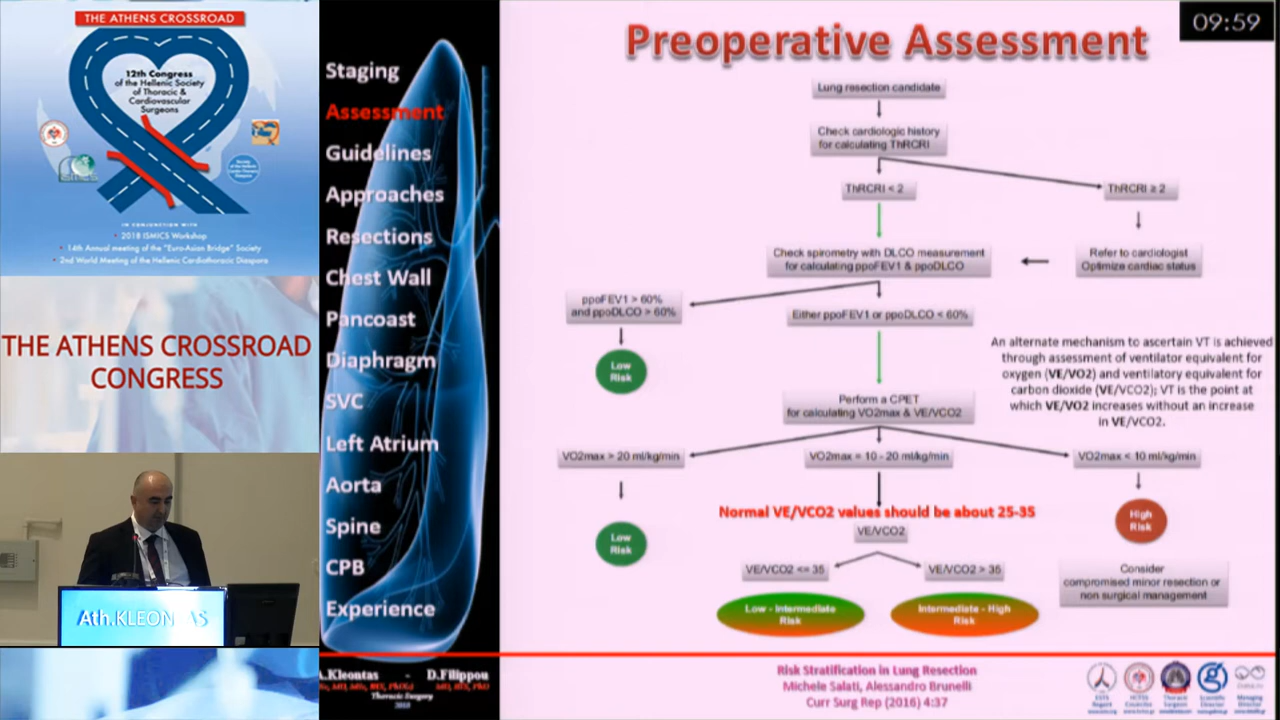 THE ATHENS CROSSROAD
12th Congress
of the Hellenic Society
of Thoracic &
Cardiovascular
Surgeons
IN CONJUNCTION WITH
• 2018 ISMICS Workshop
• 14th Annual meeting of the "Euro-Asian Bridge" Society
• 2nd World Meeting of the Hellenic Cardiothoracic Diaspora
THE ATHENS CROSSROAD
CONGRESS
Ath.KLEONTAS
Staging
Assessment
Guidelines
Approaches
Resections
Chest Wall
Pancoast
Diaphragm
SVC
Left Atrium
Aorta
Spine
CPB
Experience
A.Kleontas - D.Filippou
Thoracic Surgery
2018
09:59
Preoperative Assessment
Lung resection candidate
Check cardiologic history
for calculating ThRCRI
ThRCRI < 2
ThRCRI ≥ 2
Check spirometry with DLCO measurement
for calculating ppoFEV1 & ppoDLCO
Refer to cardiologist
Optimize cardiac status
ppoFEV1 > 60%
and ppoDLCO > 60%
Either ppoFEV1 or ppoDLCO < 60%
Low
Risk
An alternate mechanism to ascertain VT is achieved
through assessment of ventilator equivalent for
oxygen (VE/VO2) and ventilatory equivalent for
carbon dioxide (VE/VCO2); VT is the point at
which VE/VO2 increases without an increase
in VE/VCO2.
Perform a CPET
for calculating VO2max & VE/VCO2
VO2max > 20 ml/kg/min
VO2max = 10 - 20 ml/kg/min
VO2max < 10 ml/kg/min
Normal VE/VCO2 values should be about 25-35
VE/VCO2
Low
Risk
High
Risk
VE/VCO2 <= 35
VE/VCO2 > 35
Consider
compromised minor resection or
non surgical management
Low - Intermediate
Risk
Intermediate - High
Risk
Risk Stratification in Lung Resection
Michele Salati, Alessandro Brunelli
Curr Surg Rep (2016) 4:37